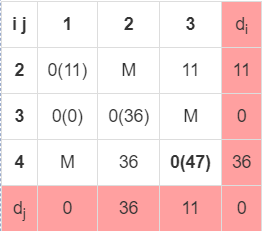 i j 1 2 3 di
2 0(11) M 11 11
3 0(0) 0(36) M 0
4 M 36 0(47) 36
dj 0 36 11 0